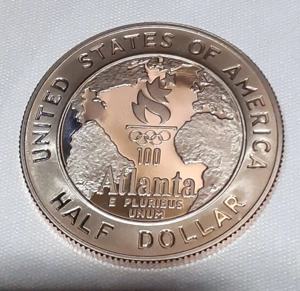 UNITED STATES OF AMERICA
100
Atlanta
E PLURIBUS
UNUM
HALF DOLLAR